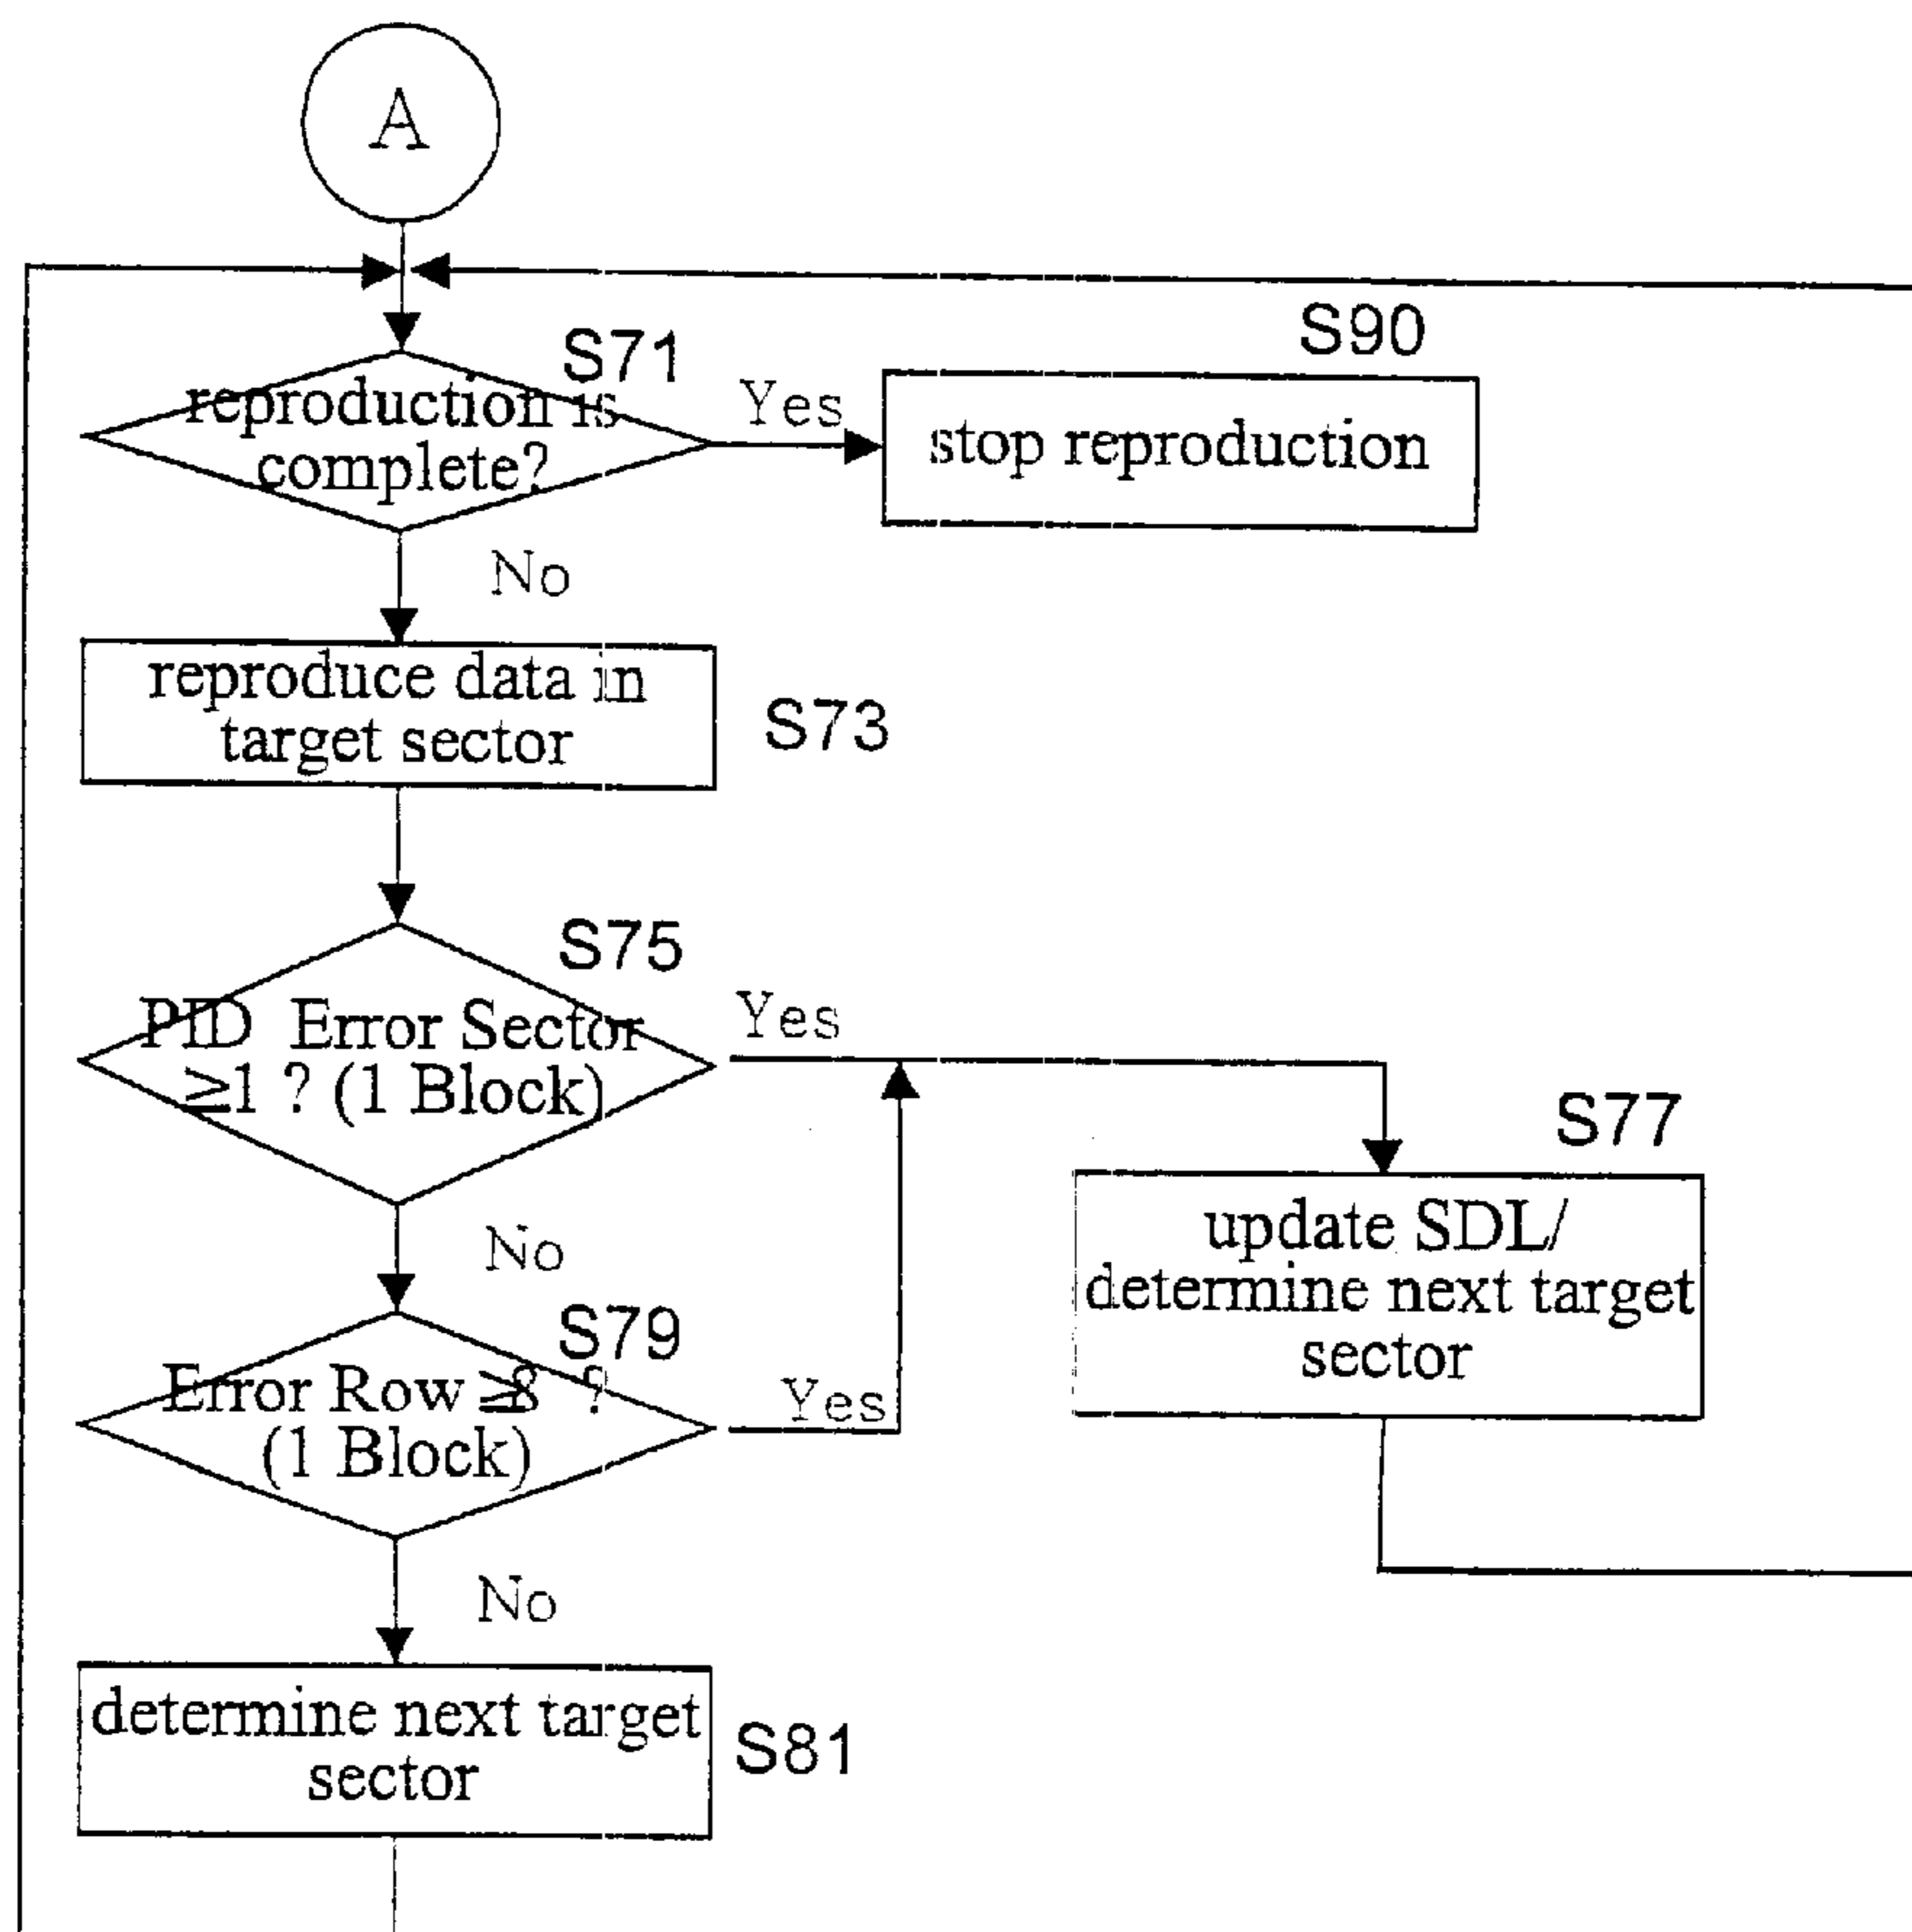 A
S71
reproduction is
complete?
Yes
S90
stop reproduction
No
reproduce data in
target sector
S73
S75
PID Error Sector
≥1 ? (1 Block)
Yes
S77
update SDL/
determine next target
sector
No
S79
Error Row ≥8 ?
(1 Block)
Yes
No
determine next target
sector
S81